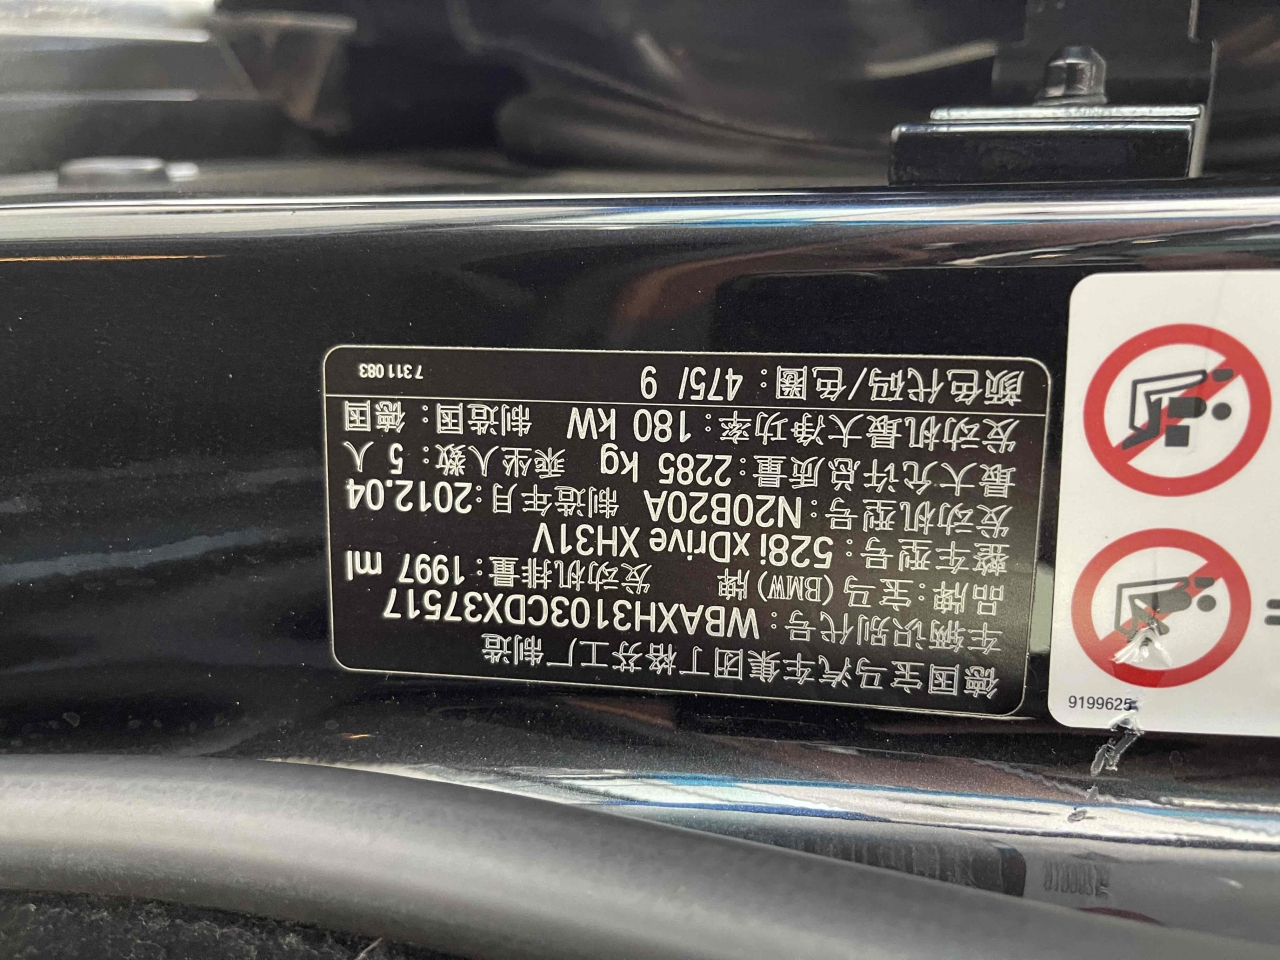 德国宝马汽车集团丁格芬工厂 制造
车辆识别代号：WBAXH3103CDX37517
品牌：宝马 (BMW) 牌 发动机排量：1997 ml
整车型号：528i xDrive XH31V
发动机型号：N20B20A 制造年月：2012.04
最大允许总质量：2285 kg 乘坐人数：5 人
发动机最大净功率：180 kW 制造国：德国
颜色代码/色圈：475/ 9 7 311 083
9199625